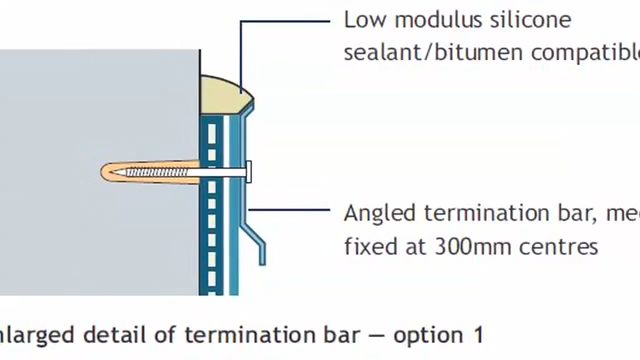 Low modulus silicone
sealant/bitumen compatible
Angled termination bar,
fixed at 300mm centres
detail of termination bar — option 1